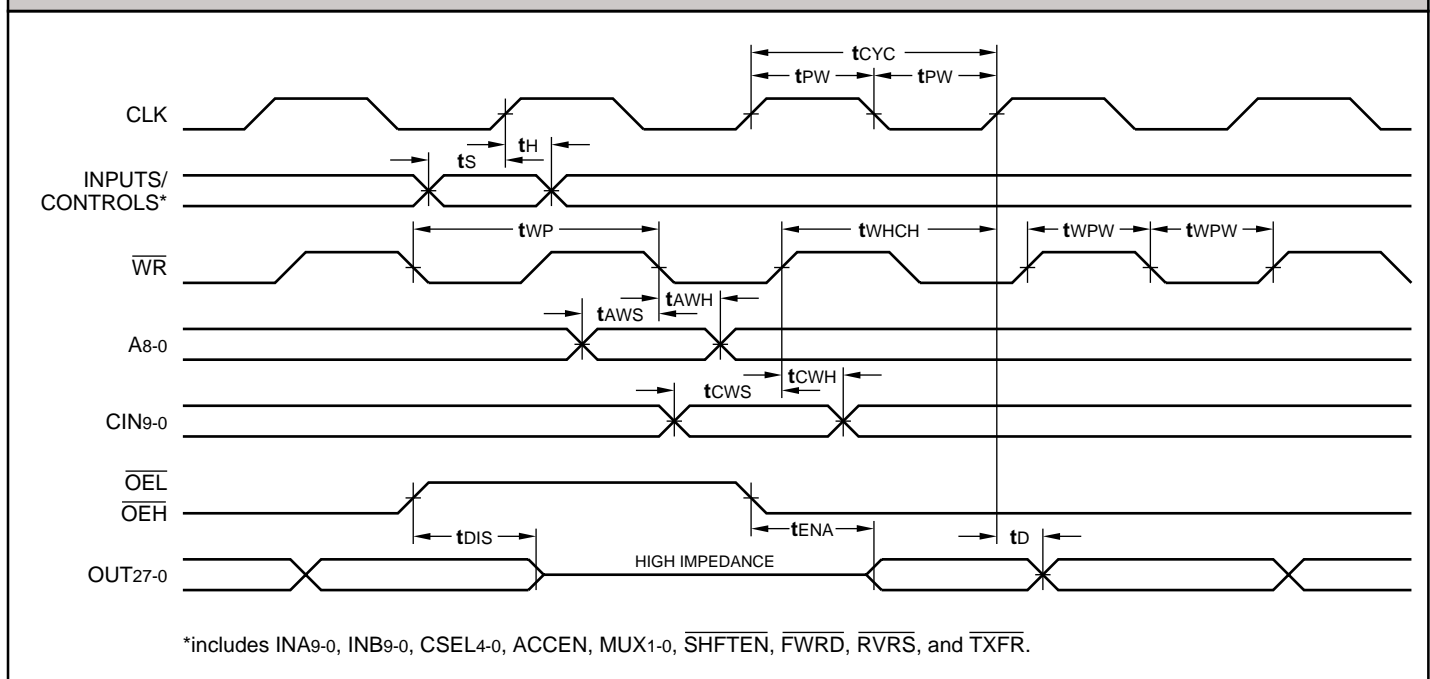 tCYC
tPW tPW
CLK
tS tH
INPUTS/
CONTROLS*
tWP tWHCH tWPW tWPW
WR
tAWS tAWH
A8-0
tCWS tCWH
CIN9-0
OEL
OEH
tDIS tENA tD
OUT27-0 HIGH IMPEDANCE
*includes INA9-0, INB9-0, CSEL4-0, ACCEN, MUX1-0, SHFTEN, FWRD, RVRS, and TXFR.